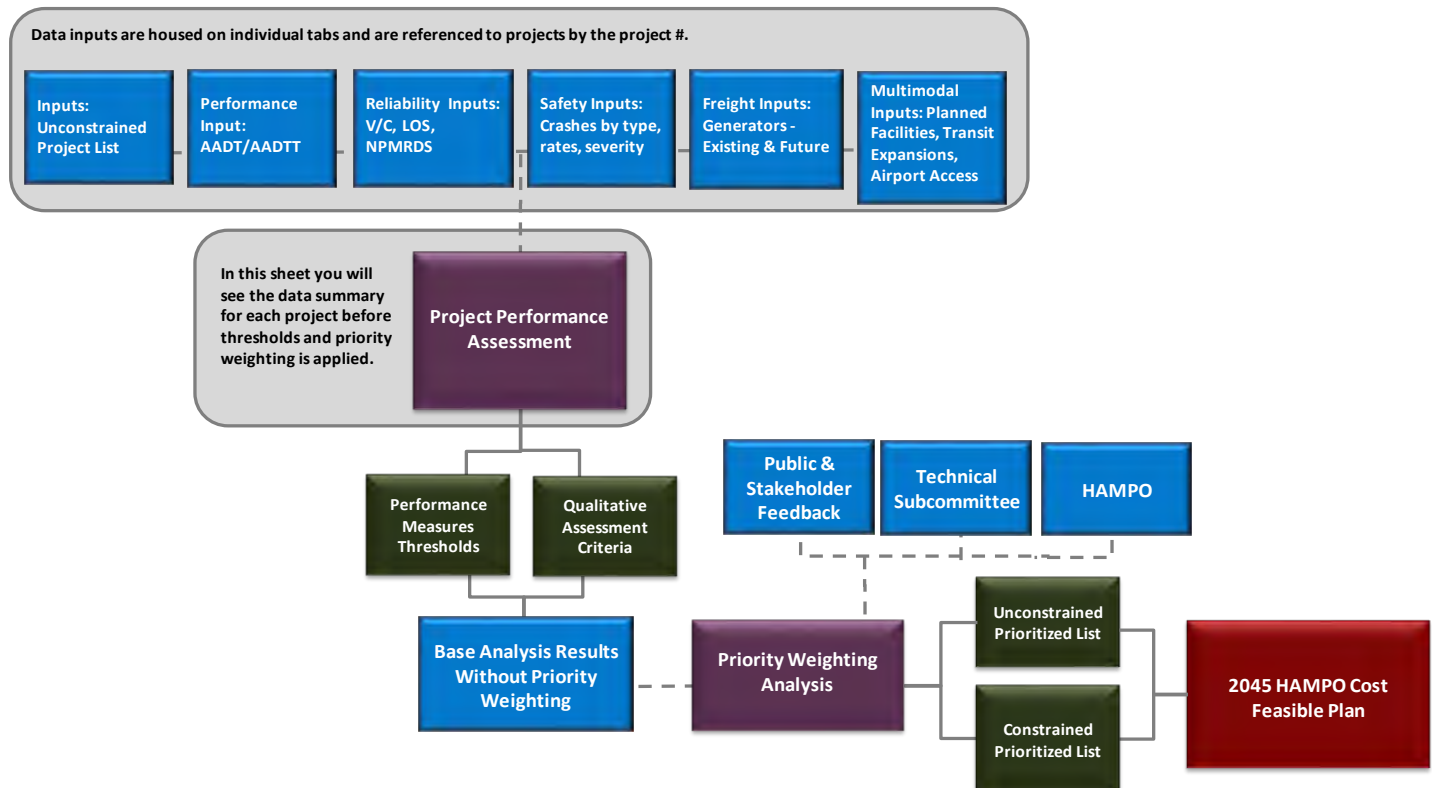 Data inputs are housed on individual tabs and are referenced to projects by the project #.
Inputs:
Unconstrained
Project List
Performance
Input:
AADT/AADTT
Reliability Inputs:
V/C, LOS,
NPMRDS
Safety Inputs:
Crashes by type,
rates, severity
Freight Inputs:
Generators -
Existing & Future
Multimodal
Inputs: Planned
Facilities, Transit
Expansions,
Airport Access
In this sheet you will
see the data summary
for each project before
thresholds and priority
weighting is applied.
Project Performance
Assessment
Performance
Measures
Thresholds
Qualitative
Assessment
Criteria
Public &
Stakeholder
Feedback
Technical
Subcommittee
HAMPO
Base Analysis Results
Without Priority
Weighting
Priority Weighting
Analysis
Unconstrained
Prioritized List
Constrained
Prioritized List
2045 HAMPO Cost
Feasible Plan